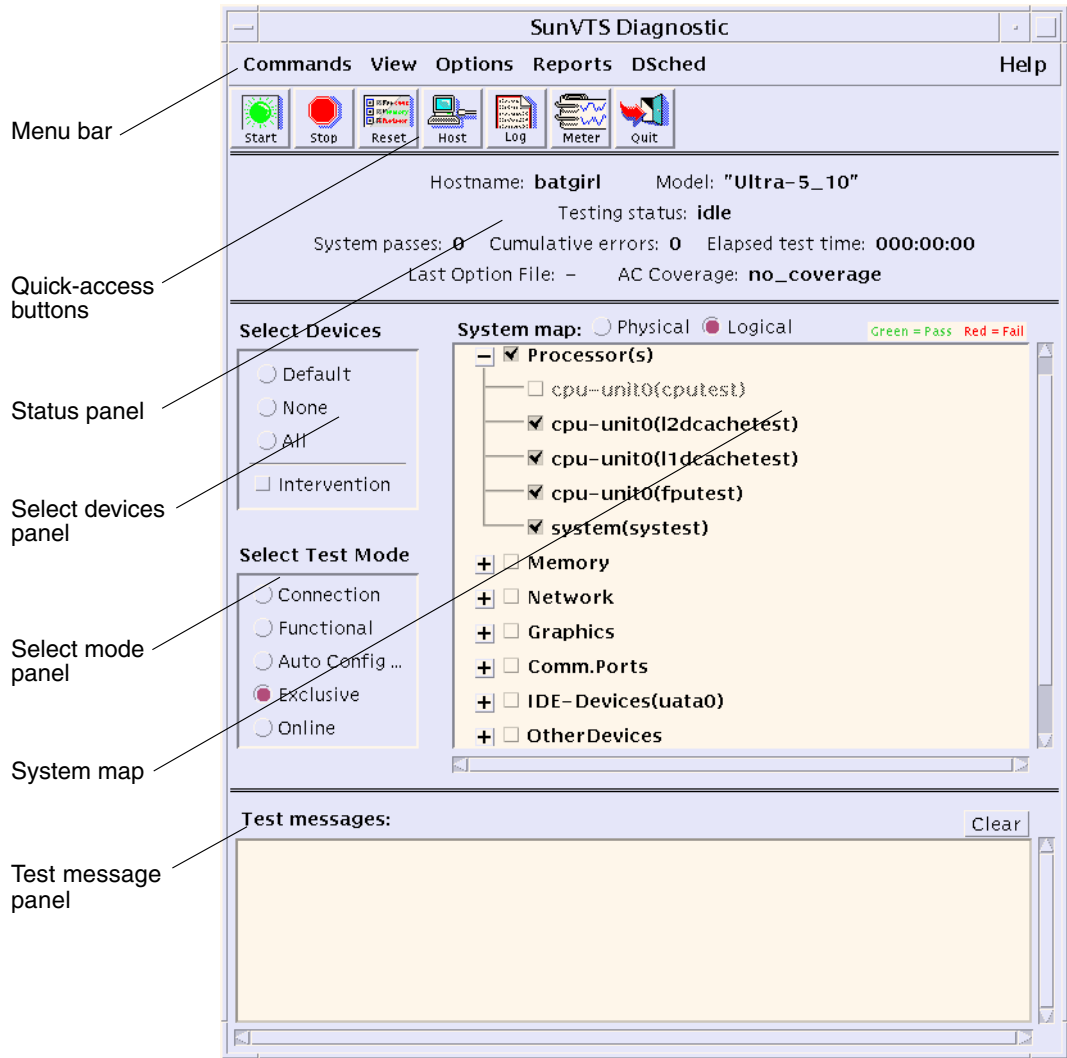 SunVTS Diagnostic
Commands View Options Reports DSched Help
Menu bar
Start Stop Reset Host Log Meter Quit
Hostname: batgirl Model: "Ultra-5_10"
Testing status: idle
System passes: 0 Cumulative errors: 0 Elapsed test time: 000:00:00
Last Option File: – AC Coverage: no_coverage
Quick-access
buttons
Status panel
Select devices
panel
Select mode
panel
System map
Test message
panel
Select Devices
Default
None
All
Intervention
Select Test Mode
Connection
Functional
Auto Config ...
Exclusive
Online
System map: Physical Logical Green = Pass Red = Fail
Processor(s)
cpu-unit0(cputest)
cpu-unit0(l2dcachetest)
cpu-unit0(l1dcachetest)
cpu-unit0(fputest)
system(systest)
Memory
Network
Graphics
Comm.Ports
IDE-Devices(uata0)
OtherDevices
Test messages: Clear